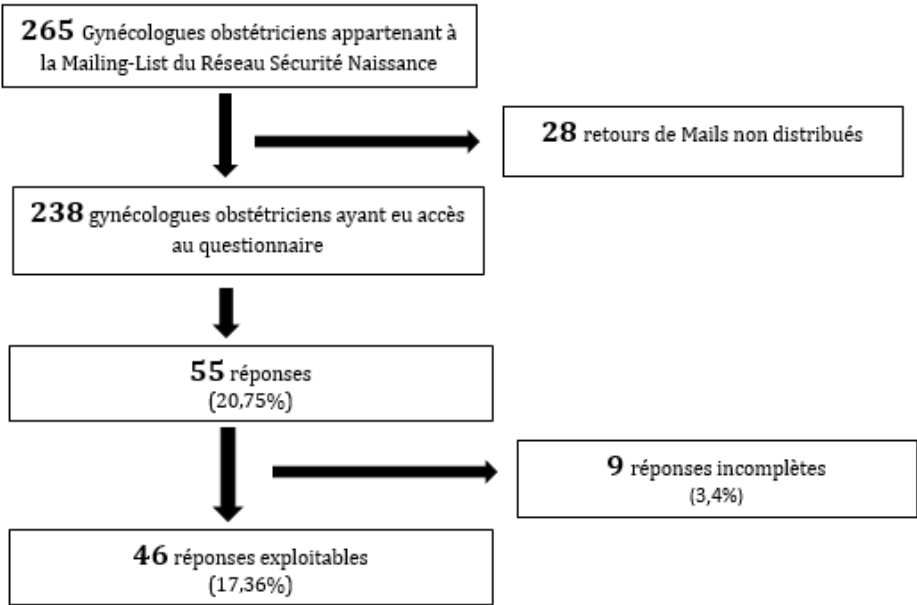 265 Gynécologues obstétriciens appartenant à
la Mailing-List du Réseau Sécurité Naissance
28 retours de Mails non distribués
238 gynécologues obstétriciens ayant eu accès
au questionnaire
55 réponses
(20,75%)
9 réponses incomplètes
(3,4%)
46 réponses exploitables
(17,36%)